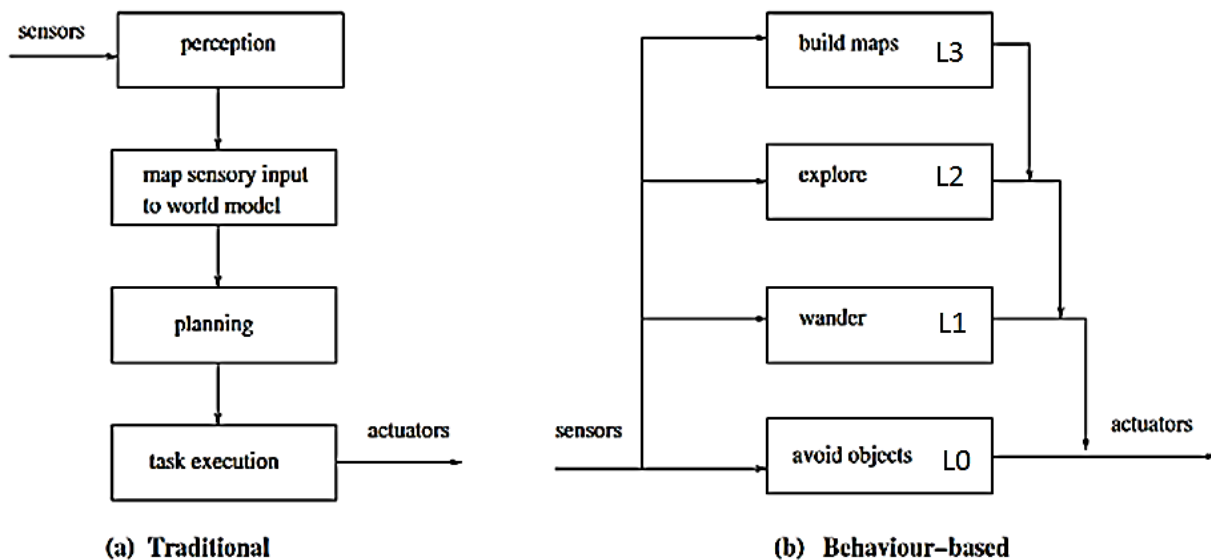 sensors
perception
map sensory input
to world model
planning
task execution
actuators
(a) Traditional
build maps L3
explore L2
wander L1
sensors
avoid objects L0
actuators
(b) Behaviour-based